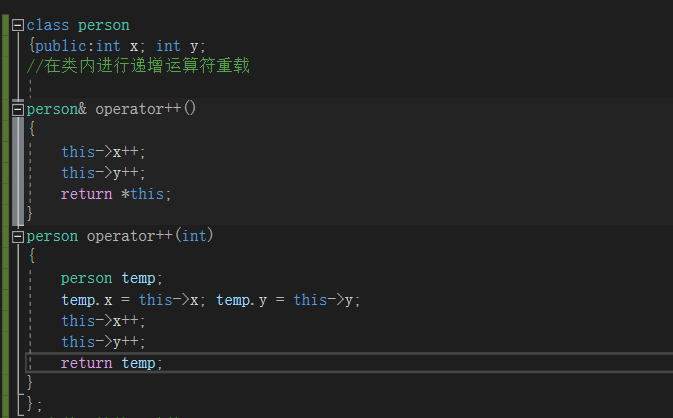 class person
{public:int x; int y;
//在类内进行递增运算符重载
person& operator++()
{
this->x++;
this->y++;
return *this;
}
person operator++(int)
{
person temp;
temp.x = this->x; temp.y = this->y;
this->x++;
this->y++;
return temp;
}
};